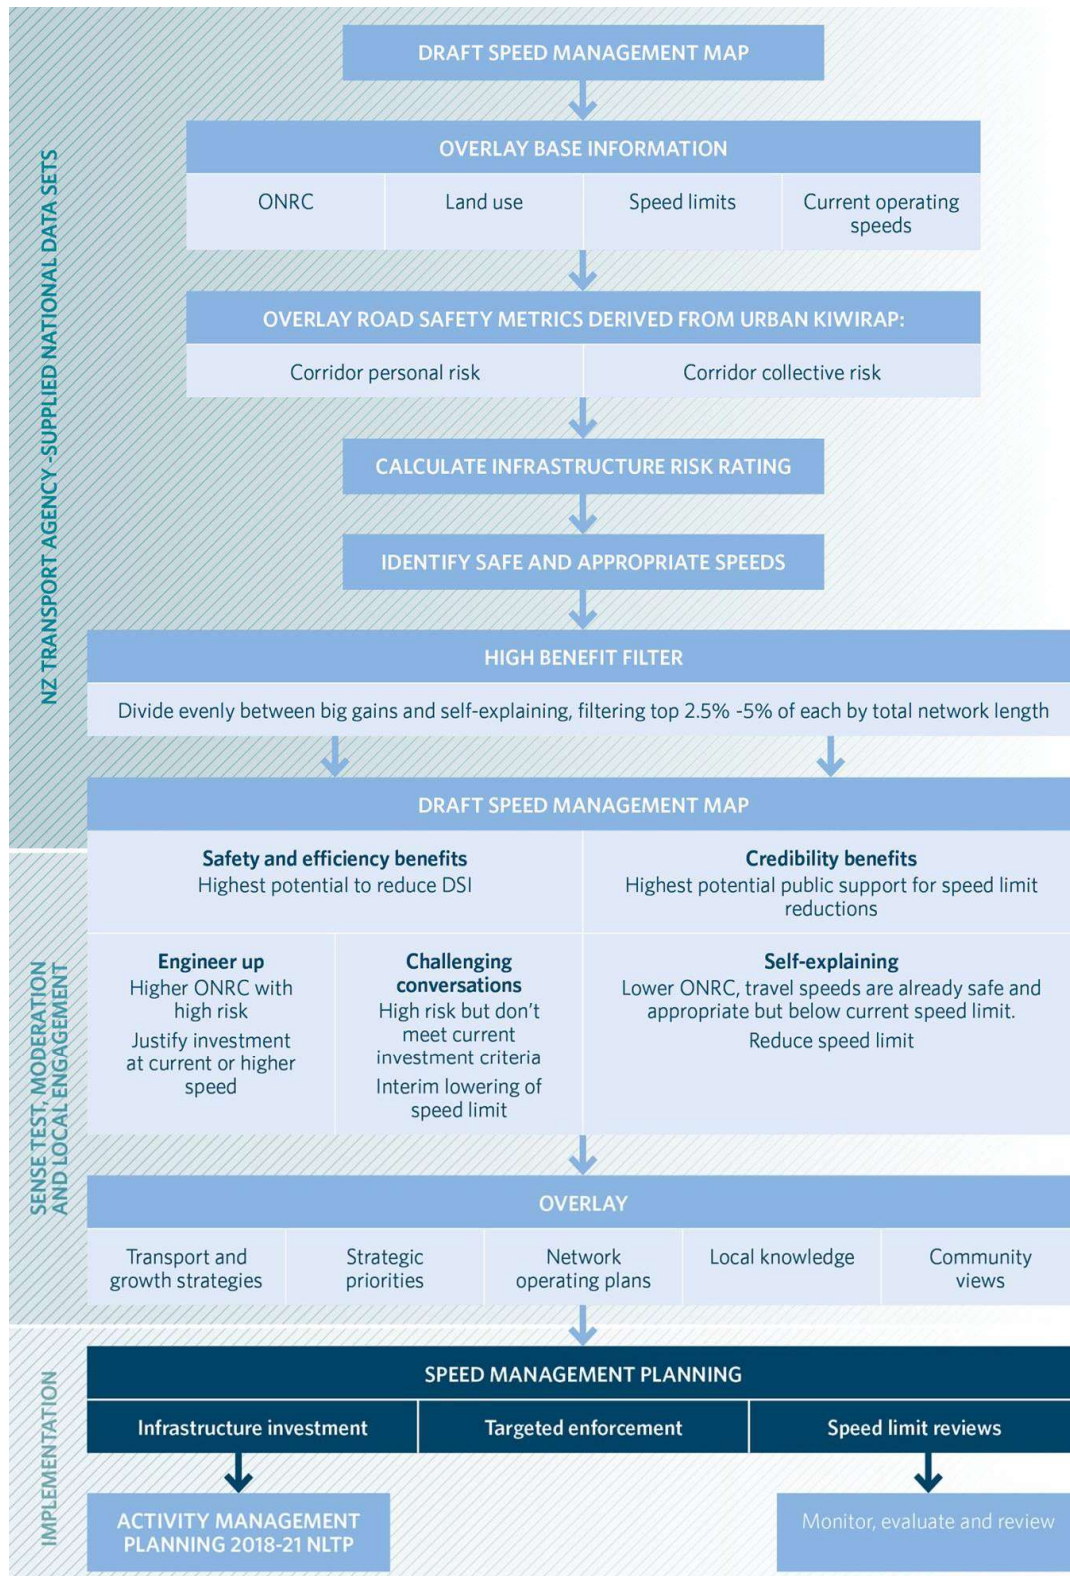 DRAFT SPEED MANAGEMENT MAP
OVERLAY BASE INFORMATION
ONRC
Land use
Speed limits
Current operating
speeds
OVERLAY ROAD SAFETY METRICS DERIVED FROM URBAN KIWIRAP:
Corridor personal risk
Corridor collective risk
CALCULATE INFRASTRUCTURE RISK RATING
IDENTIFY SAFE AND APPROPRIATE SPEEDS
HIGH BENEFIT FILTER
Divide evenly between big gains and self-explaining, filtering top 2.5% -5% of each by total network length
NZ TRANSPORT AGENCY -SUPPLIED NATIONAL DATA SETS
DRAFT SPEED MANAGEMENT MAP
Safety and efficiency benefits
Highest potential to reduce DSI
Credibility benefits
Highest potential public support for speed limit
reductions
Engineer up
Higher ONRC with
high risk
Justify investment
at current or higher
speed
Challenging
conversations
High risk but don't
meet current
investment criteria
Interim lowering of
speed limit
Self-explaining
Lower ONRC, travel speeds are already safe and
appropriate but below current speed limit.
Reduce speed limit
SENSE TEST, MODERATION
AND LOCAL ENGAGEMENT
OVERLAY
Transport and
growth strategies
Strategic
priorities
Network
operating plans
Local knowledge
Community
views
IMPLEMENTATION
SPEED MANAGEMENT PLANNING
Infrastructure investment
Targeted enforcement
Speed limit reviews
ACTIVITY MANAGEMENT
PLANNING 2018-21 NLTP
Monitor, evaluate and review